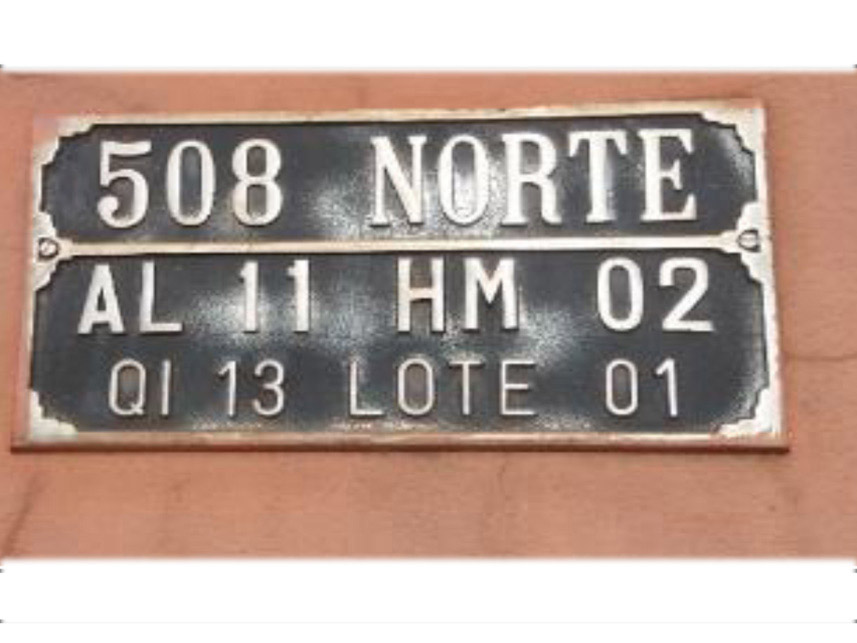 508 NORTE
AL 11 HM 02
QI 13 LOTE 01